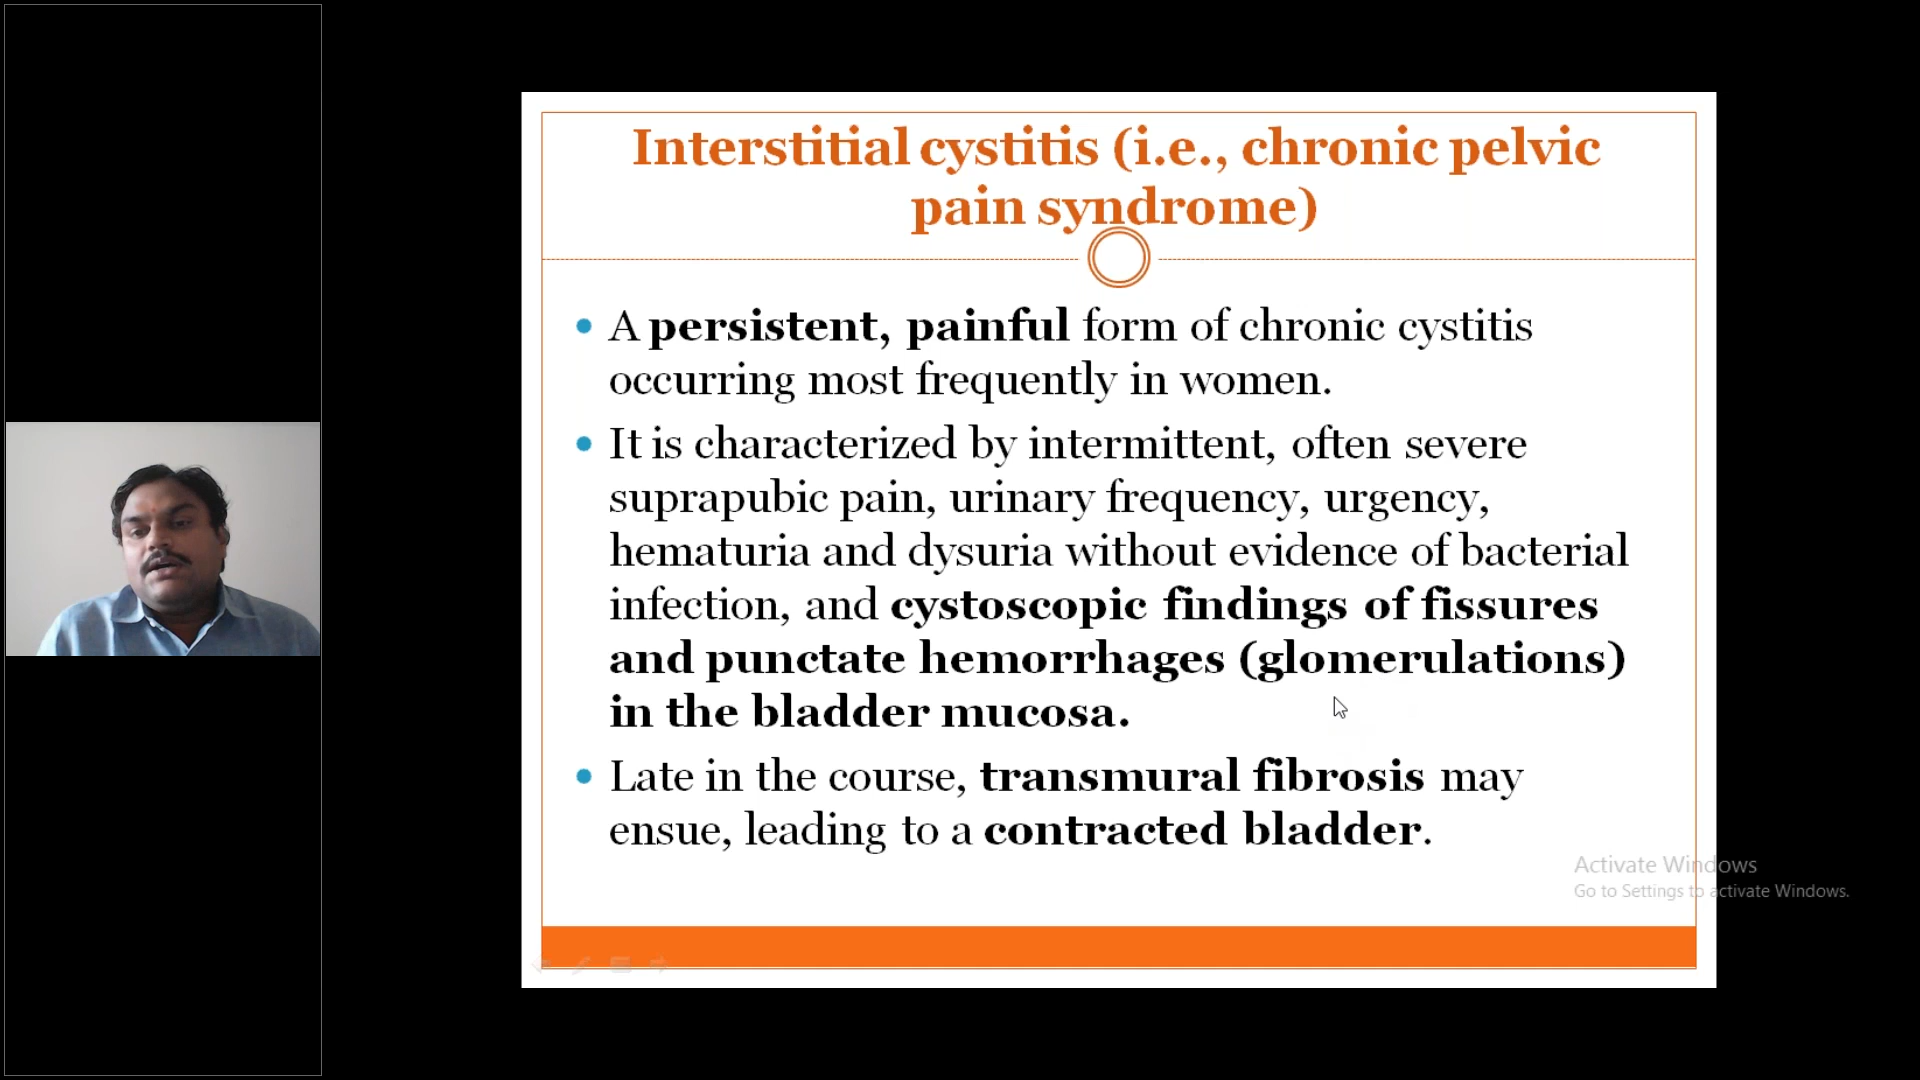 Interstitial cystitis (i.e., chronic pelvic
pain syndrome)
• A persistent, painful form of chronic cystitis
occurring most frequently in women.
• It is characterized by intermittent, often severe
suprapubic pain, urinary frequency, urgency,
hematuria and dysuria without evidence of bacterial
infection, and cystoscopic findings of fissures
and punctate hemorrhages (glomerulations)
in the bladder mucosa.
• Late in the course, transmural fibrosis may
ensue, leading to a contracted bladder.
Activate Windows
Go to Settings to activate Windows.